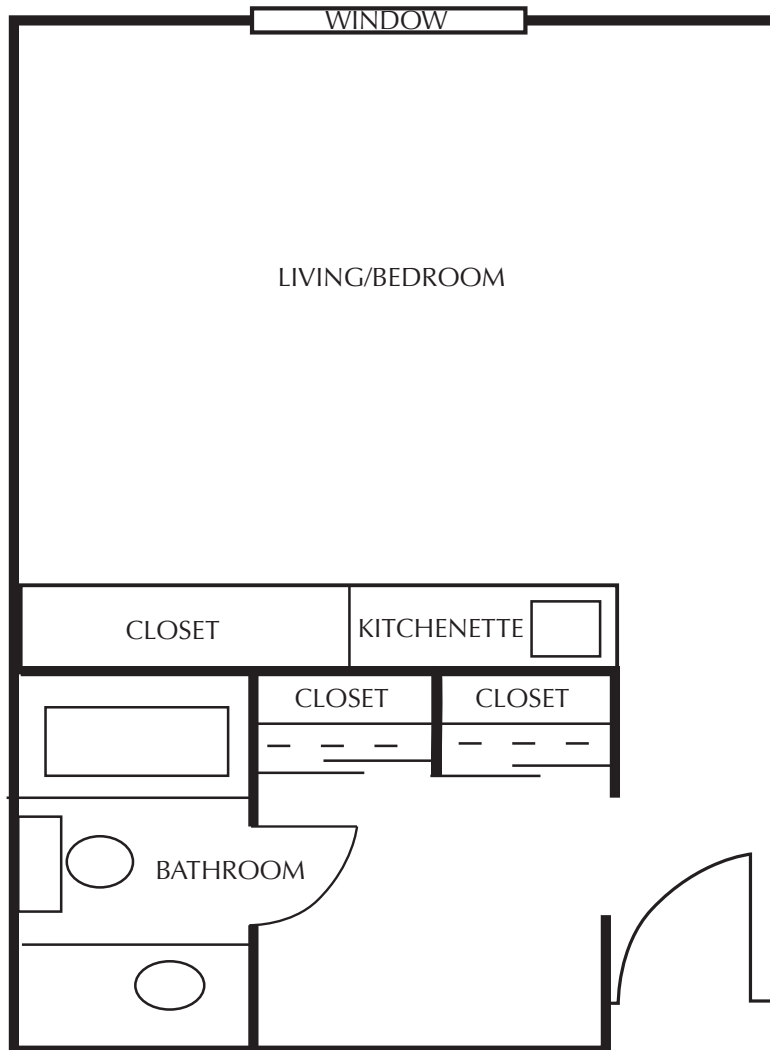 WINDOW
LIVING/BEDROOM
CLOSET
KITCHENETTE
CLOSET
CLOSET
BATHROOM